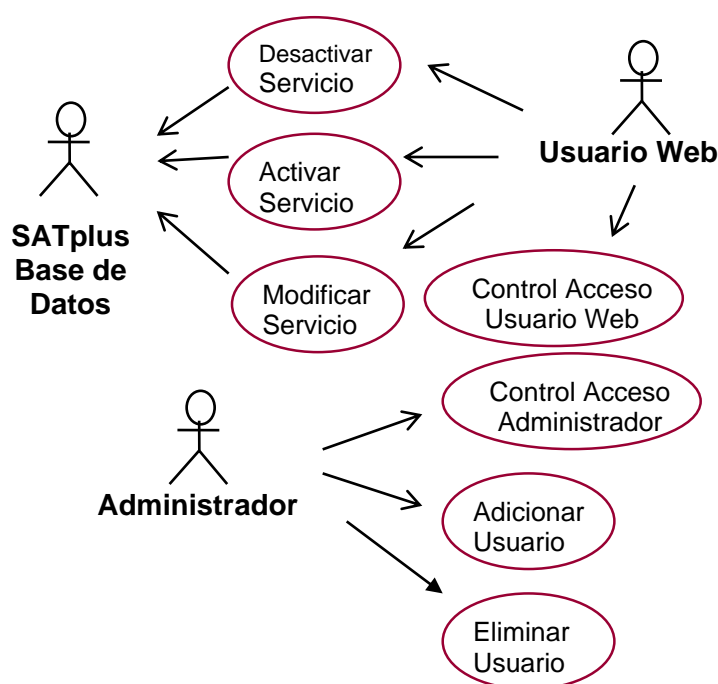 Desactivar
Servicio
Usuario Web
Activar
Servicio
SATplus
Base de
Datos
Modificar
Servicio
Control Acceso
Usuario Web
Control Acceso
Administrador
Administrador
Adicionar
Usuario
Eliminar
Usuario